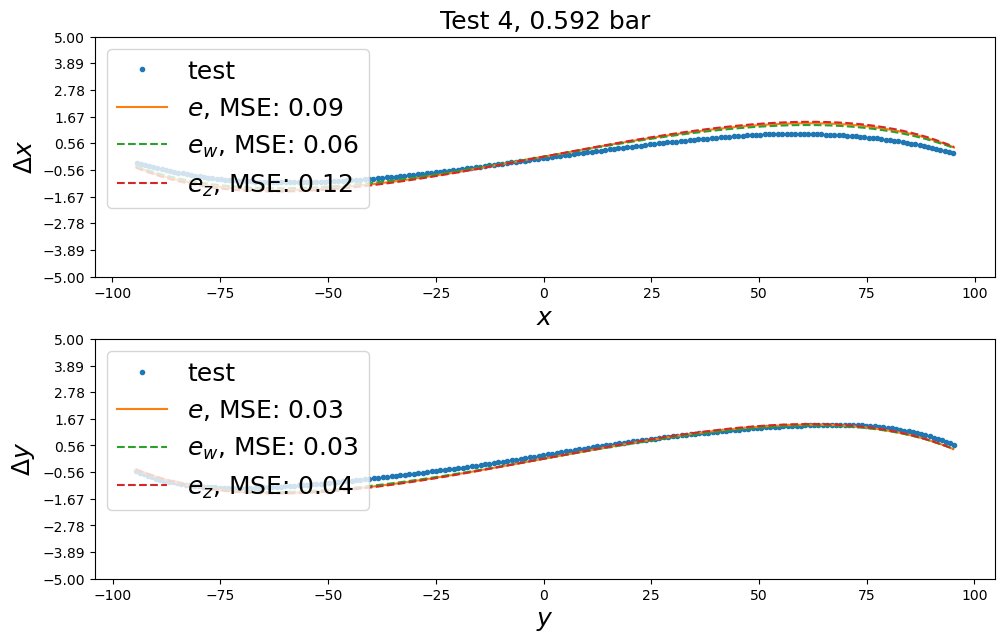 Test 4, 0.592 bar
5.00
3.89
2.78
1.67
0.56
−0.56
−1.67
−2.78
−3.89
−5.00
Δx
test
e, MSE: 0.09
e_w, MSE: 0.06
e_z, MSE: 0.12
−100 −75 −50 −25 0 25 50 75 100
x
5.00
3.89
2.78
1.67
0.56
−0.56
−1.67
−2.78
−3.89
−5.00
Δy
test
e, MSE: 0.03
e_w, MSE: 0.03
e_z, MSE: 0.04
−100 −75 −50 −25 0 25 50 75 100
y